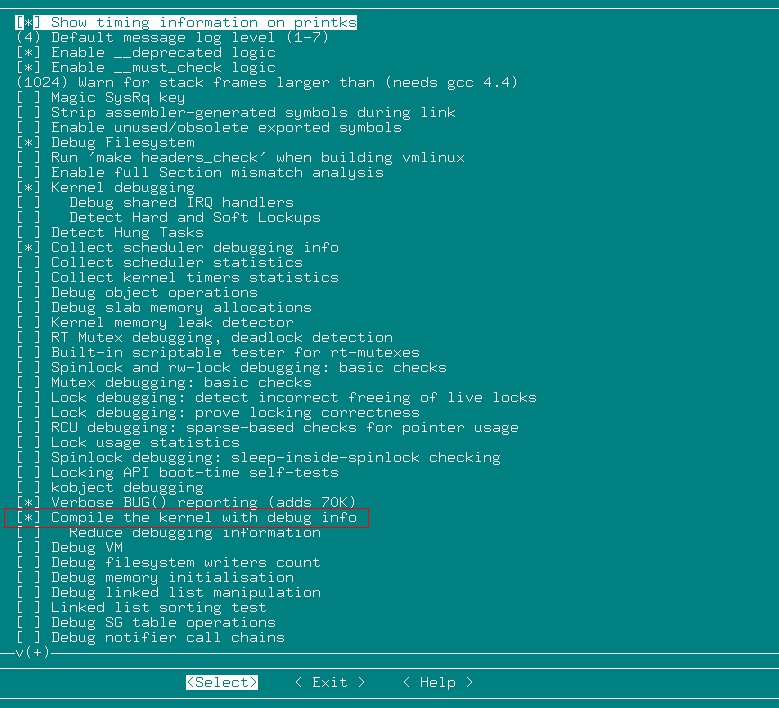 [*] Show timing information on printks
(4) Default message log level (1-7)
[*] Enable __deprecated logic
[*] Enable __must_check logic
(1024) Warn for stack frames larger than (needs gcc 4.4)
[ ] Magic SysRq key
[ ] Strip assembler-generated symbols during link
[ ] Enable unused/obsolete exported symbols
[*] Debug Filesystem
[ ] Run 'make headers_check' when building vmlinux
[ ] Enable full Section mismatch analysis
[*] Kernel debugging
[ ]   Debug shared IRQ handlers
[ ]   Detect Hard and Soft Lockups
[ ] Detect Hung Tasks
[*] Collect scheduler debugging info
[ ] Collect scheduler statistics
[ ] Collect kernel timers statistics
[ ] Debug object operations
[ ] Debug slab memory allocations
[ ] Kernel memory leak detector
[ ] RT Mutex debugging, deadlock detection
[ ] Built-in scriptable tester for rt-mutexes
[ ] Spinlock and rw-lock debugging: basic checks
[ ] Mutex debugging: basic checks
[ ] Lock debugging: detect incorrect freeing of live locks
[ ] Lock debugging: prove locking correctness
[ ] RCU debugging: sparse-based checks for pointer usage
[ ] Lock usage statistics
[ ] Spinlock debugging: sleep-inside-spinlock checking
[ ] Locking API boot-time self-tests
[ ] kobject debugging
[*] Verbose BUG() reporting (adds 70K)
[*] Compile the kernel with debug info
[ ]   Reduce debugging information
[ ] Debug VM
[ ] Debug filesystem writers count
[ ] Debug memory initialisation
[ ] Debug linked list manipulation
[ ] Linked list sorting test
[ ] Debug SG table operations
[ ] Debug notifier call chains
v(+)
<Select> < Exit > < Help >